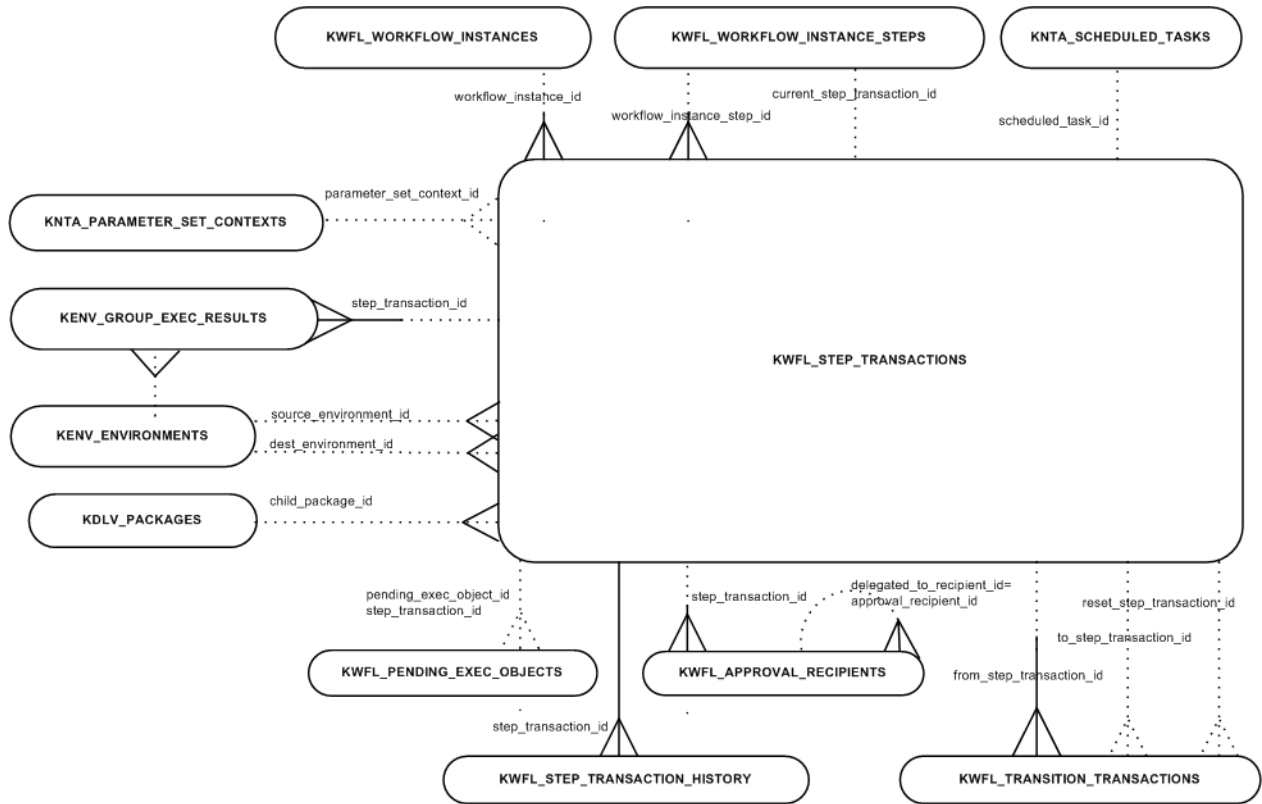 KWFL_WORKFLOW_INSTANCES
KWFL_WORKFLOW_INSTANCE_STEPS
KNTA_SCHEDULED_TASKS
workflow_instance_id
workflow_instance_step_id
current_step_transaction_id
scheduled_task_id
parameter_set_context_id
KNTA_PARAMETER_SET_CONTEXTS
step_transaction_id
KENV_GROUP_EXEC_RESULTS
KWFL_STEP_TRANSACTIONS
source_environment_id
KENV_ENVIRONMENTS
dest_environment_id
child_package_id
KDLV_PACKAGES
pending_exec_object_id
step_transaction_id
step_transaction_id
delegated_to_recipient_id=
approval_recipient_id
reset_step_transaction_id
to_step_transaction_id
from_step_transaction_id
KWFL_PENDING_EXEC_OBJECTS
KWFL_APPROVAL_RECIPIENTS
step_transaction_id
KWFL_STEP_TRANSACTION_HISTORY
KWFL_TRANSITION_TRANSACTIONS